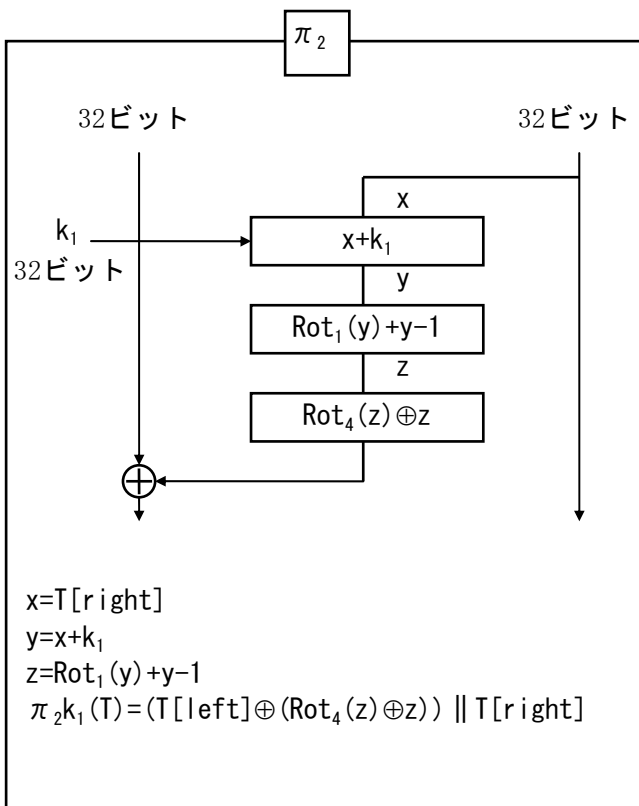 π₂
32ビット 32ビット
x
k₁ x+k₁
32ビット
y
Rot₁(y)+y-1
z
Rot₄(z)⊕z
x=T[right]
y=x+k₁
z=Rot₁(y)+y-1
π₂k₁(T)=(T[left]⊕(Rot₄(z)⊕z))‖T[right]